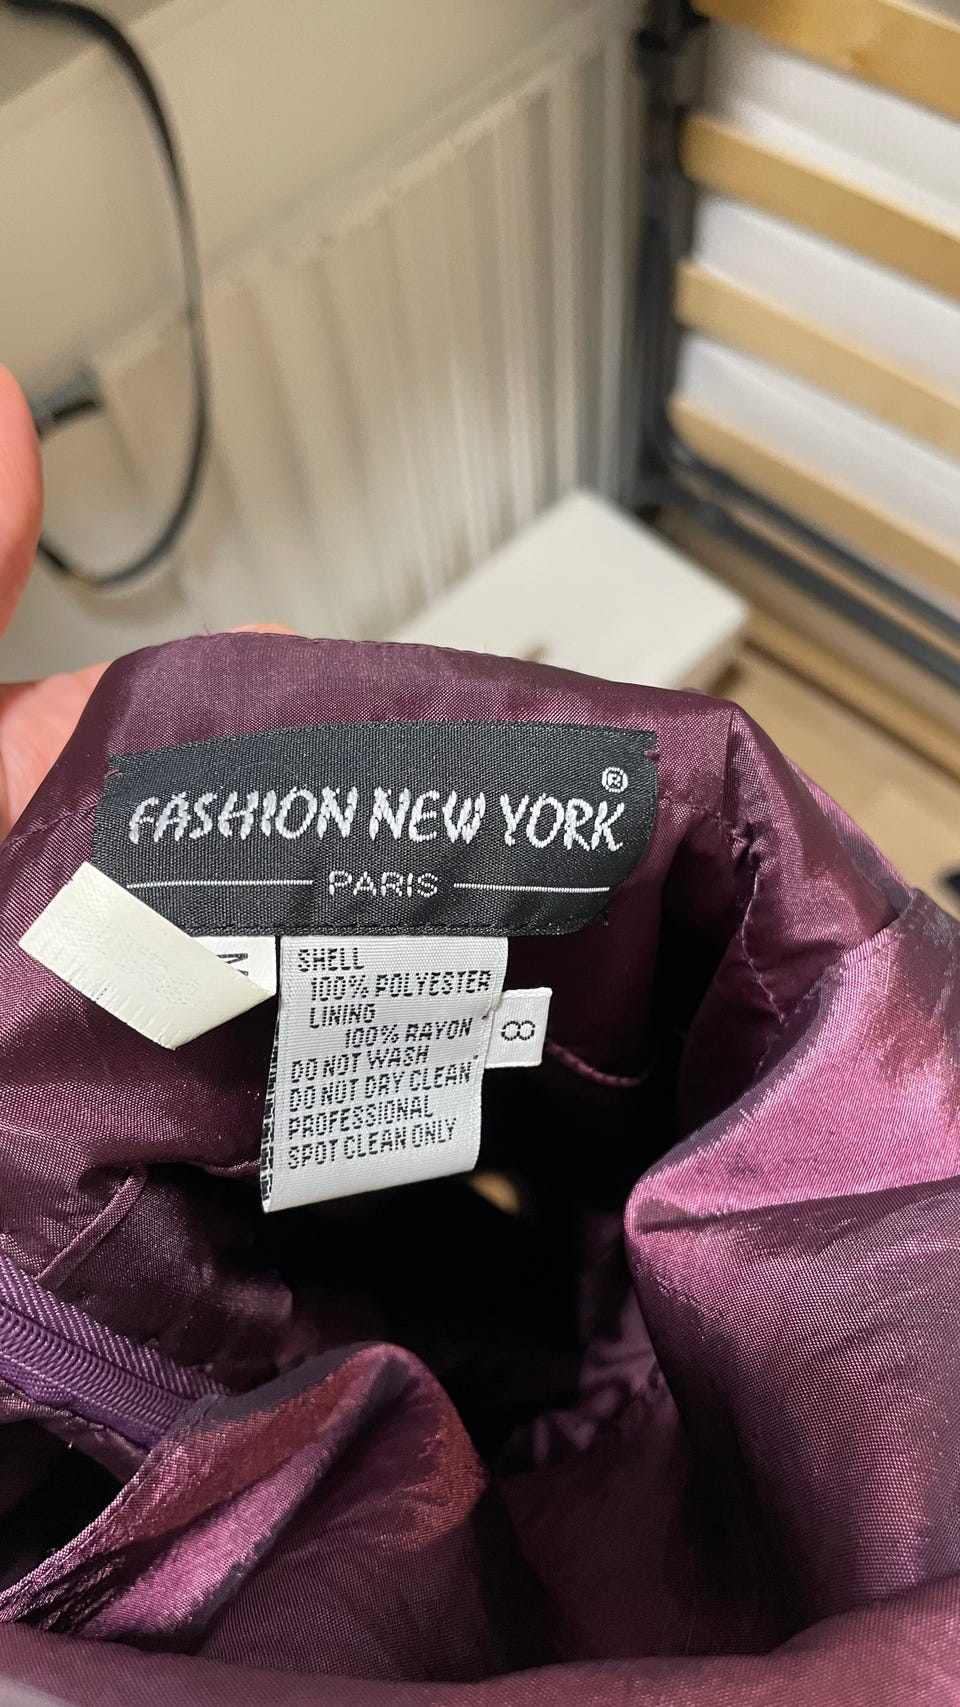 FASHION NEW YORK®
PARIS
M
SHELL
100% POLYESTER
LINING
100% RAYON
DO NOT WASH
DO NOT DRY CLEAN
PROFESSIONAL
SPOT CLEAN ONLY
8